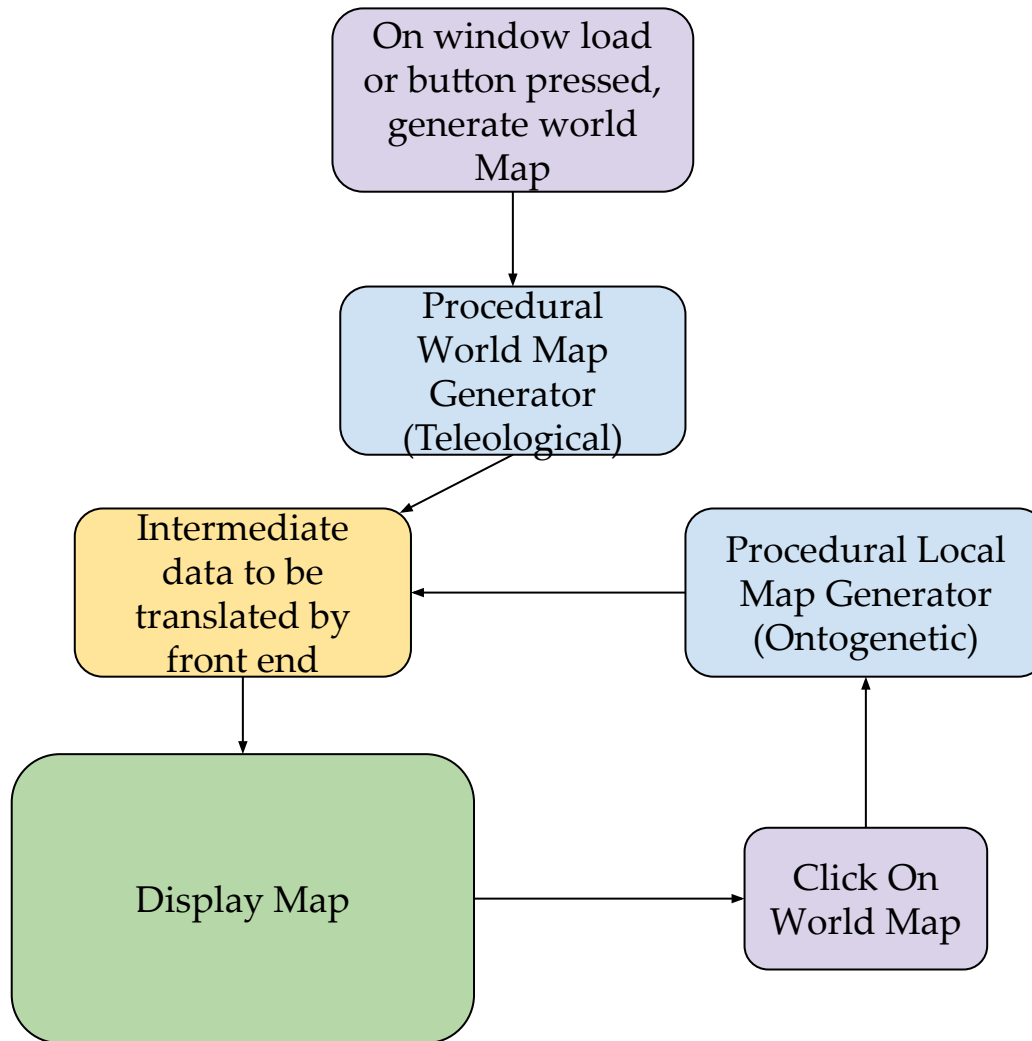 On window load
or button pressed,
generate world
Map
Procedural
World Map
Generator
(Teleological)
Intermediate
data to be
translated by
front end
Procedural Local
Map Generator
(Ontogenetic)
Display Map
Click On
World Map